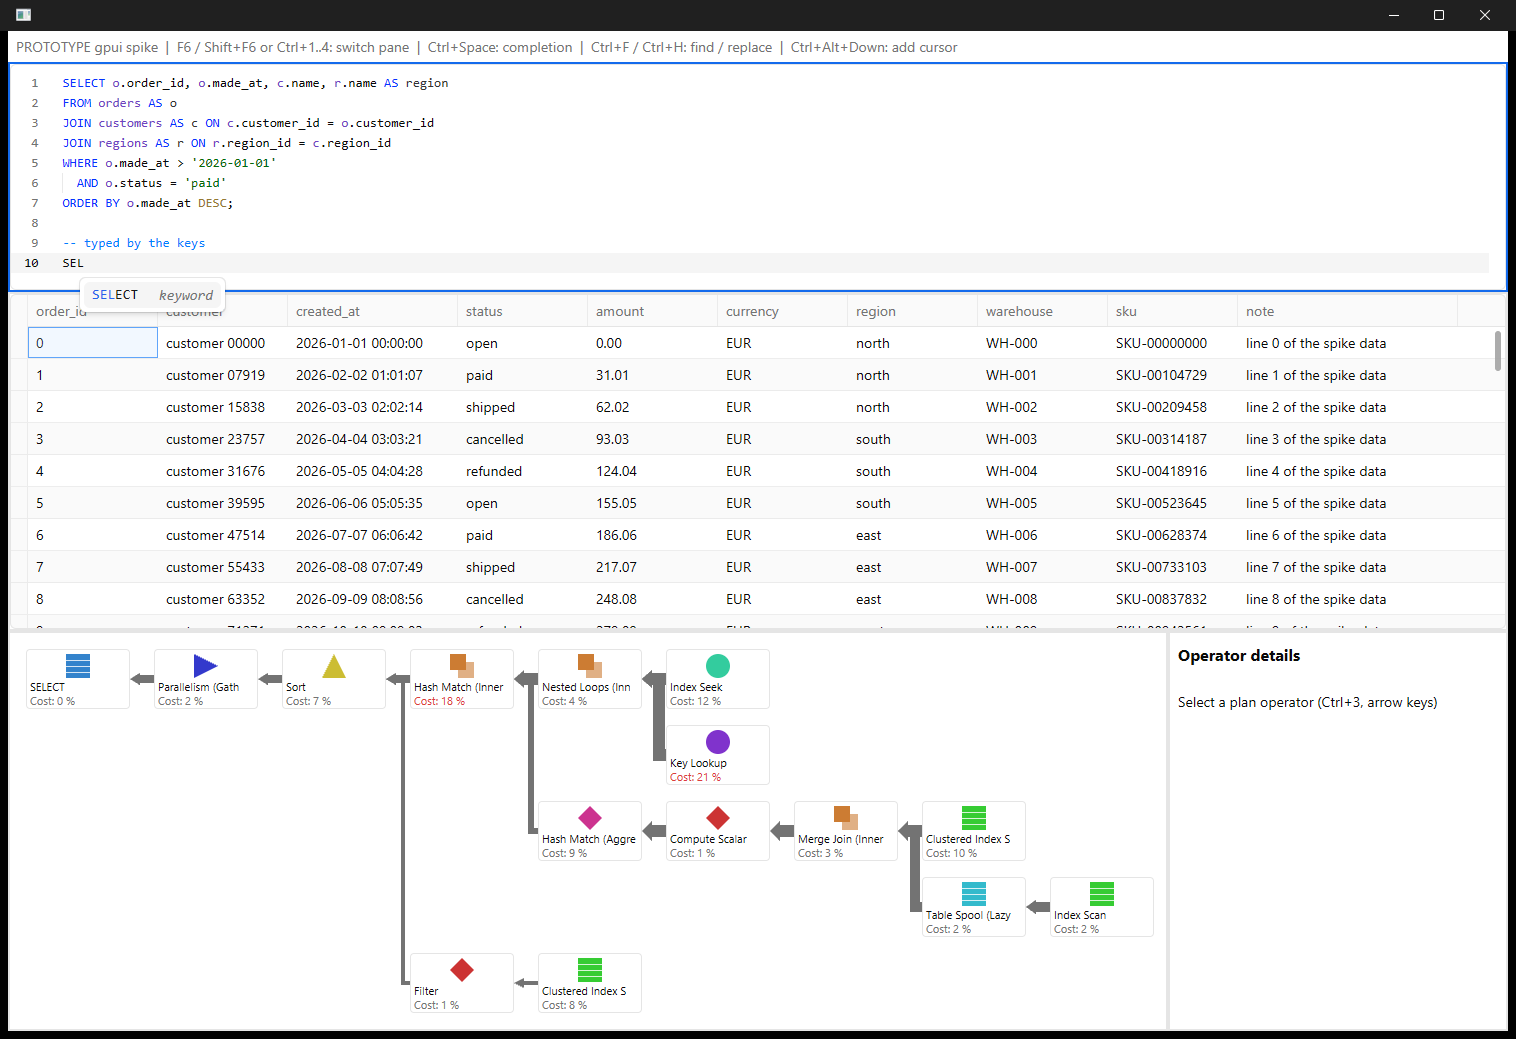 PROTOTYPE gpui spike | F6 / Shift+F6 or Ctrl+1..4: switch pane | Ctrl+Space: completion | Ctrl+F / Ctrl+H: find / replace | Ctrl+Alt+Down: add cursor
1 SELECT o.order_id, o.made_at, c.name, r.name AS region
2 FROM orders AS o
3 JOIN customers AS c ON c.customer_id = o.customer_id
4 JOIN regions AS r ON r.region_id = c.region_id
5 WHERE o.made_at > '2026-01-01'
6 AND o.status = 'paid'
7 ORDER BY o.made_at DESC;
8
9 -- typed by the keys
10 SEL
SELECT keyword
order_id customer created_at status amount currency region warehouse sku note
0 customer 00000 2026-01-01 00:00:00 open 0.00 EUR north WH-000 SKU-00000000 line 0 of the spike data
1 customer 07919 2026-02-02 01:01:07 paid 31.01 EUR north WH-001 SKU-00104729 line 1 of the spike data
2 customer 15838 2026-03-03 02:02:14 shipped 62.02 EUR north WH-002 SKU-00209458 line 2 of the spike data
3 customer 23757 2026-04-04 03:03:21 cancelled 93.03 EUR south WH-003 SKU-00314187 line 3 of the spike data
4 customer 31676 2026-05-05 04:04:28 refunded 124.04 EUR south WH-004 SKU-00418916 line 4 of the spike data
5 customer 39595 2026-06-06 05:05:35 open 155.05 EUR south WH-005 SKU-00523645 line 5 of the spike data
6 customer 47514 2026-07-07 06:06:42 paid 186.06 EUR east WH-006 SKU-00628374 line 6 of the spike data
7 customer 55433 2026-08-08 07:07:49 shipped 217.07 EUR east WH-007 SKU-00733103 line 7 of the spike data
8 customer 63352 2026-09-09 08:08:56 cancelled 248.08 EUR east WH-008 SKU-00837832 line 8 of the spike data
SELECT
Cost: 0 %
Parallelism (Gath
Cost: 2 %
Sort
Cost: 7 %
Hash Match (Inner
Cost: 18 %
Nested Loops (Inn
Cost: 4 %
Index Seek
Cost: 12 %
Key Lookup
Cost: 21 %
Hash Match (Aggre
Cost: 9 %
Compute Scalar
Cost: 1 %
Merge Join (Inner
Cost: 3 %
Clustered Index S
Cost: 10 %
Table Spool (Lazy
Cost: 2 %
Index Scan
Cost: 2 %
Filter
Cost: 1 %
Clustered Index S
Cost: 8 %
Operator details
Select a plan operator (Ctrl+3, arrow keys)